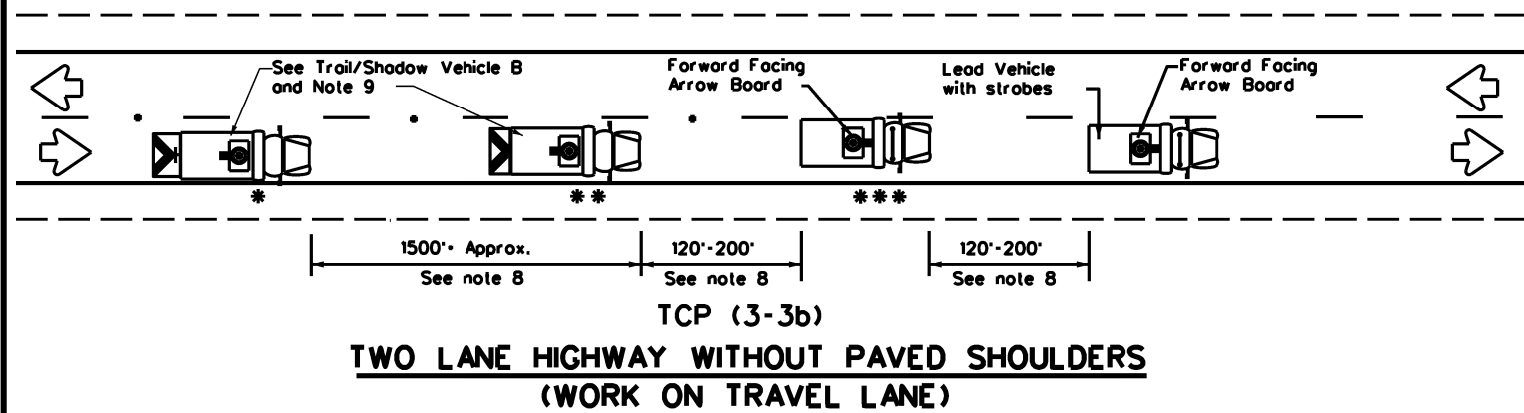 See Trail/Shadow Vehicle B
and Note 9
Forward Facing
Arrow Board
Lead Vehicle
with strobes
Forward Facing
Arrow Board
*
**
***
1500'+ Approx.
120'-200'
120'-200'
See note 8
See note 8
See note 8
TCP (3-3b)
TWO LANE HIGHWAY WITHOUT PAVED SHOULDERS
(WORK ON TRAVEL LANE)